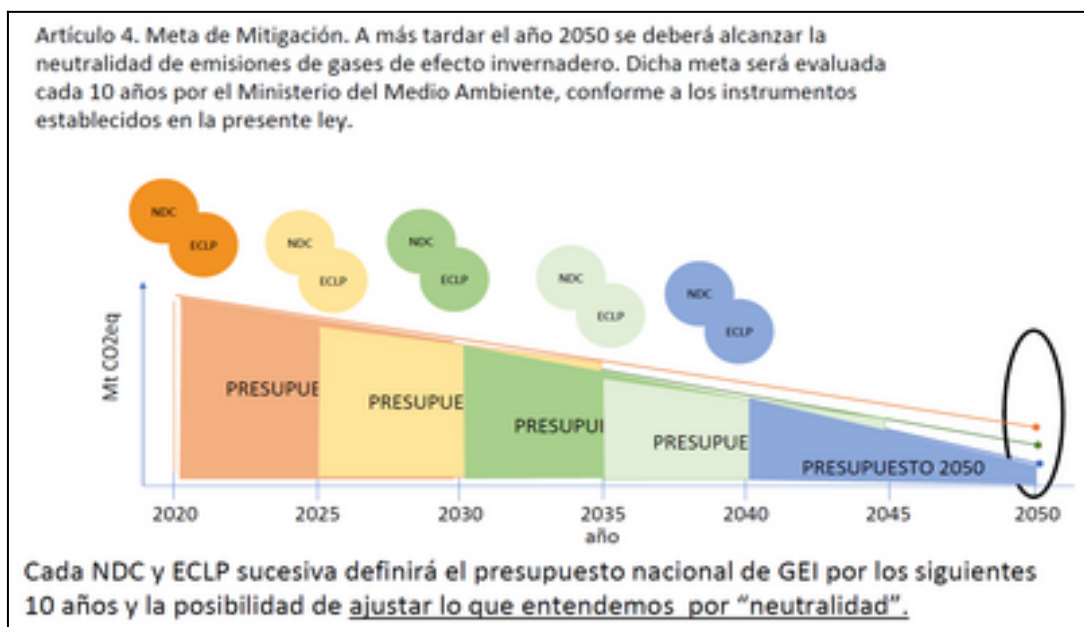 Artículo 4. Meta de Mitigación. A más tardar el año 2050 se deberá alcanzar la
neutralidad de emisiones de gases de efecto invernadero. Dicha meta será evaluada
cada 10 años por el Ministerio del Medio Ambiente, conforme a los instrumentos
establecidos en la presente ley.
NDC
ECLP
NDC
ECLP
NDC
ECLP
NDC
ECLP
NDC
ECLP
Mt CO2eq
PRESUPUE
PRESUPUE
PRESUPUI
PRESUPUE
PRESUPUESTO 2050
2020 2025 2030 2035 2040 2045 2050
año
Cada NDC y ECLP sucesiva definirá el presupuesto nacional de GEI por los siguientes
10 años y la posibilidad de ajustar lo que entendemos por “neutralidad”.